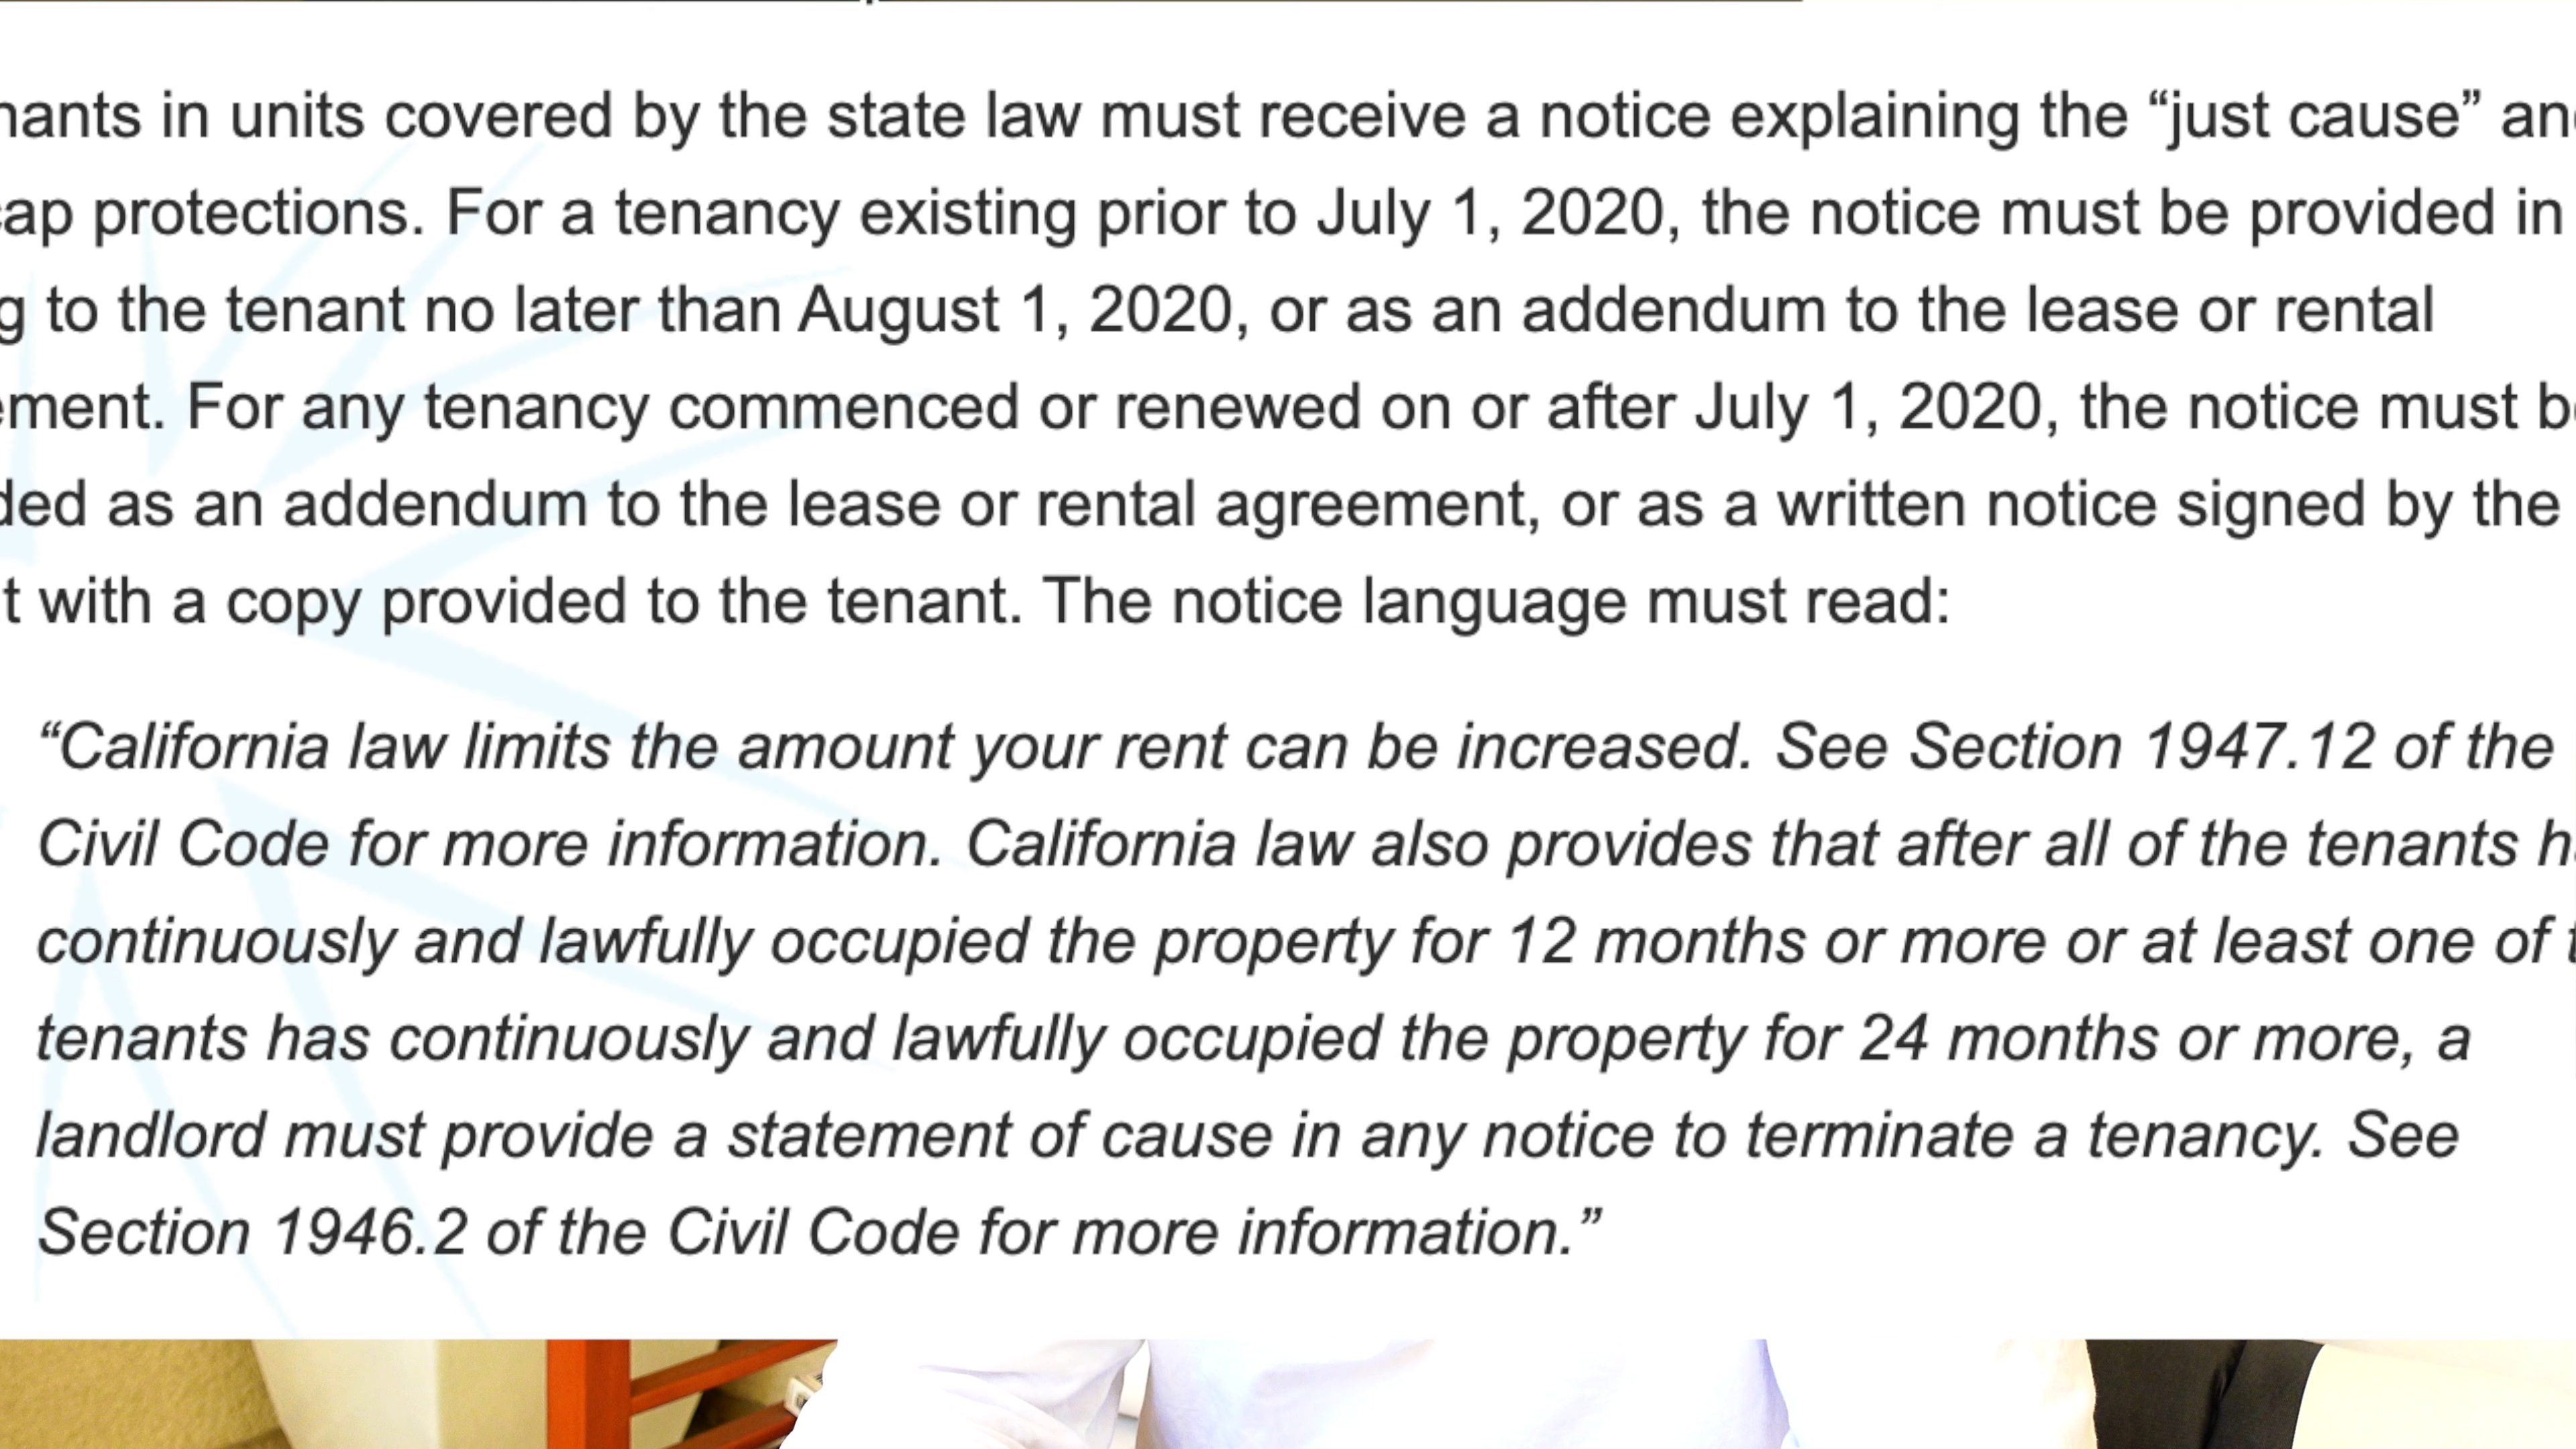 nants in units covered by the state law must receive a notice explaining the “just cause” an
cap protections. For a tenancy existing prior to July 1, 2020, the notice must be provided in
g to the tenant no later than August 1, 2020, or as an addendum to the lease or rental
ement. For any tenancy commenced or renewed on or after July 1, 2020, the notice must be
ded as an addendum to the lease or rental agreement, or as a written notice signed by the
t with a copy provided to the tenant. The notice language must read:
“California law limits the amount your rent can be increased. See Section 1947.12 of the
Civil Code for more information. California law also provides that after all of the tenants h
continuously and lawfully occupied the property for 12 months or more or at least one of t
tenants has continuously and lawfully occupied the property for 24 months or more, a
landlord must provide a statement of cause in any notice to terminate a tenancy. See
Section 1946.2 of the Civil Code for more information.”